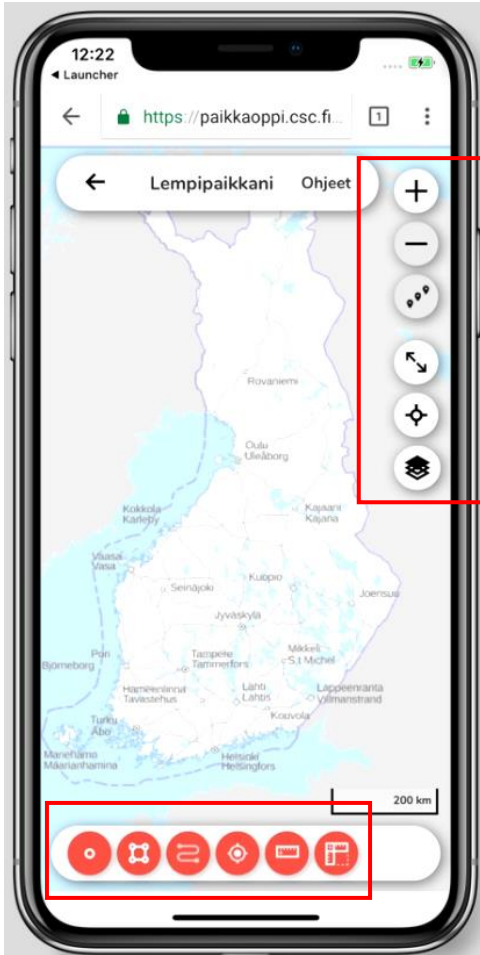 12:22
◀ Launcher
https://paikkaoppi.csc.fi...
1
Lempipaikkani Ohjeet
Rovaniemi
Oulu
Uleåborg
Kokkola
Karleby
Kajaani
Kajana
Vaasa
Vasa
Seinäjoki
Kuopio
Joensuu
Jyväskylä
Pori
Björneborg
Tampere
Tammerfors
Mikkeli
S:t Michel
Hämeenlinna
Tavastehus
Lahti
Lahtis
Lappeenranta
Villmanstrand
Turku
Åbo
Kouvola
Helsinki
Helsingfors
200 km